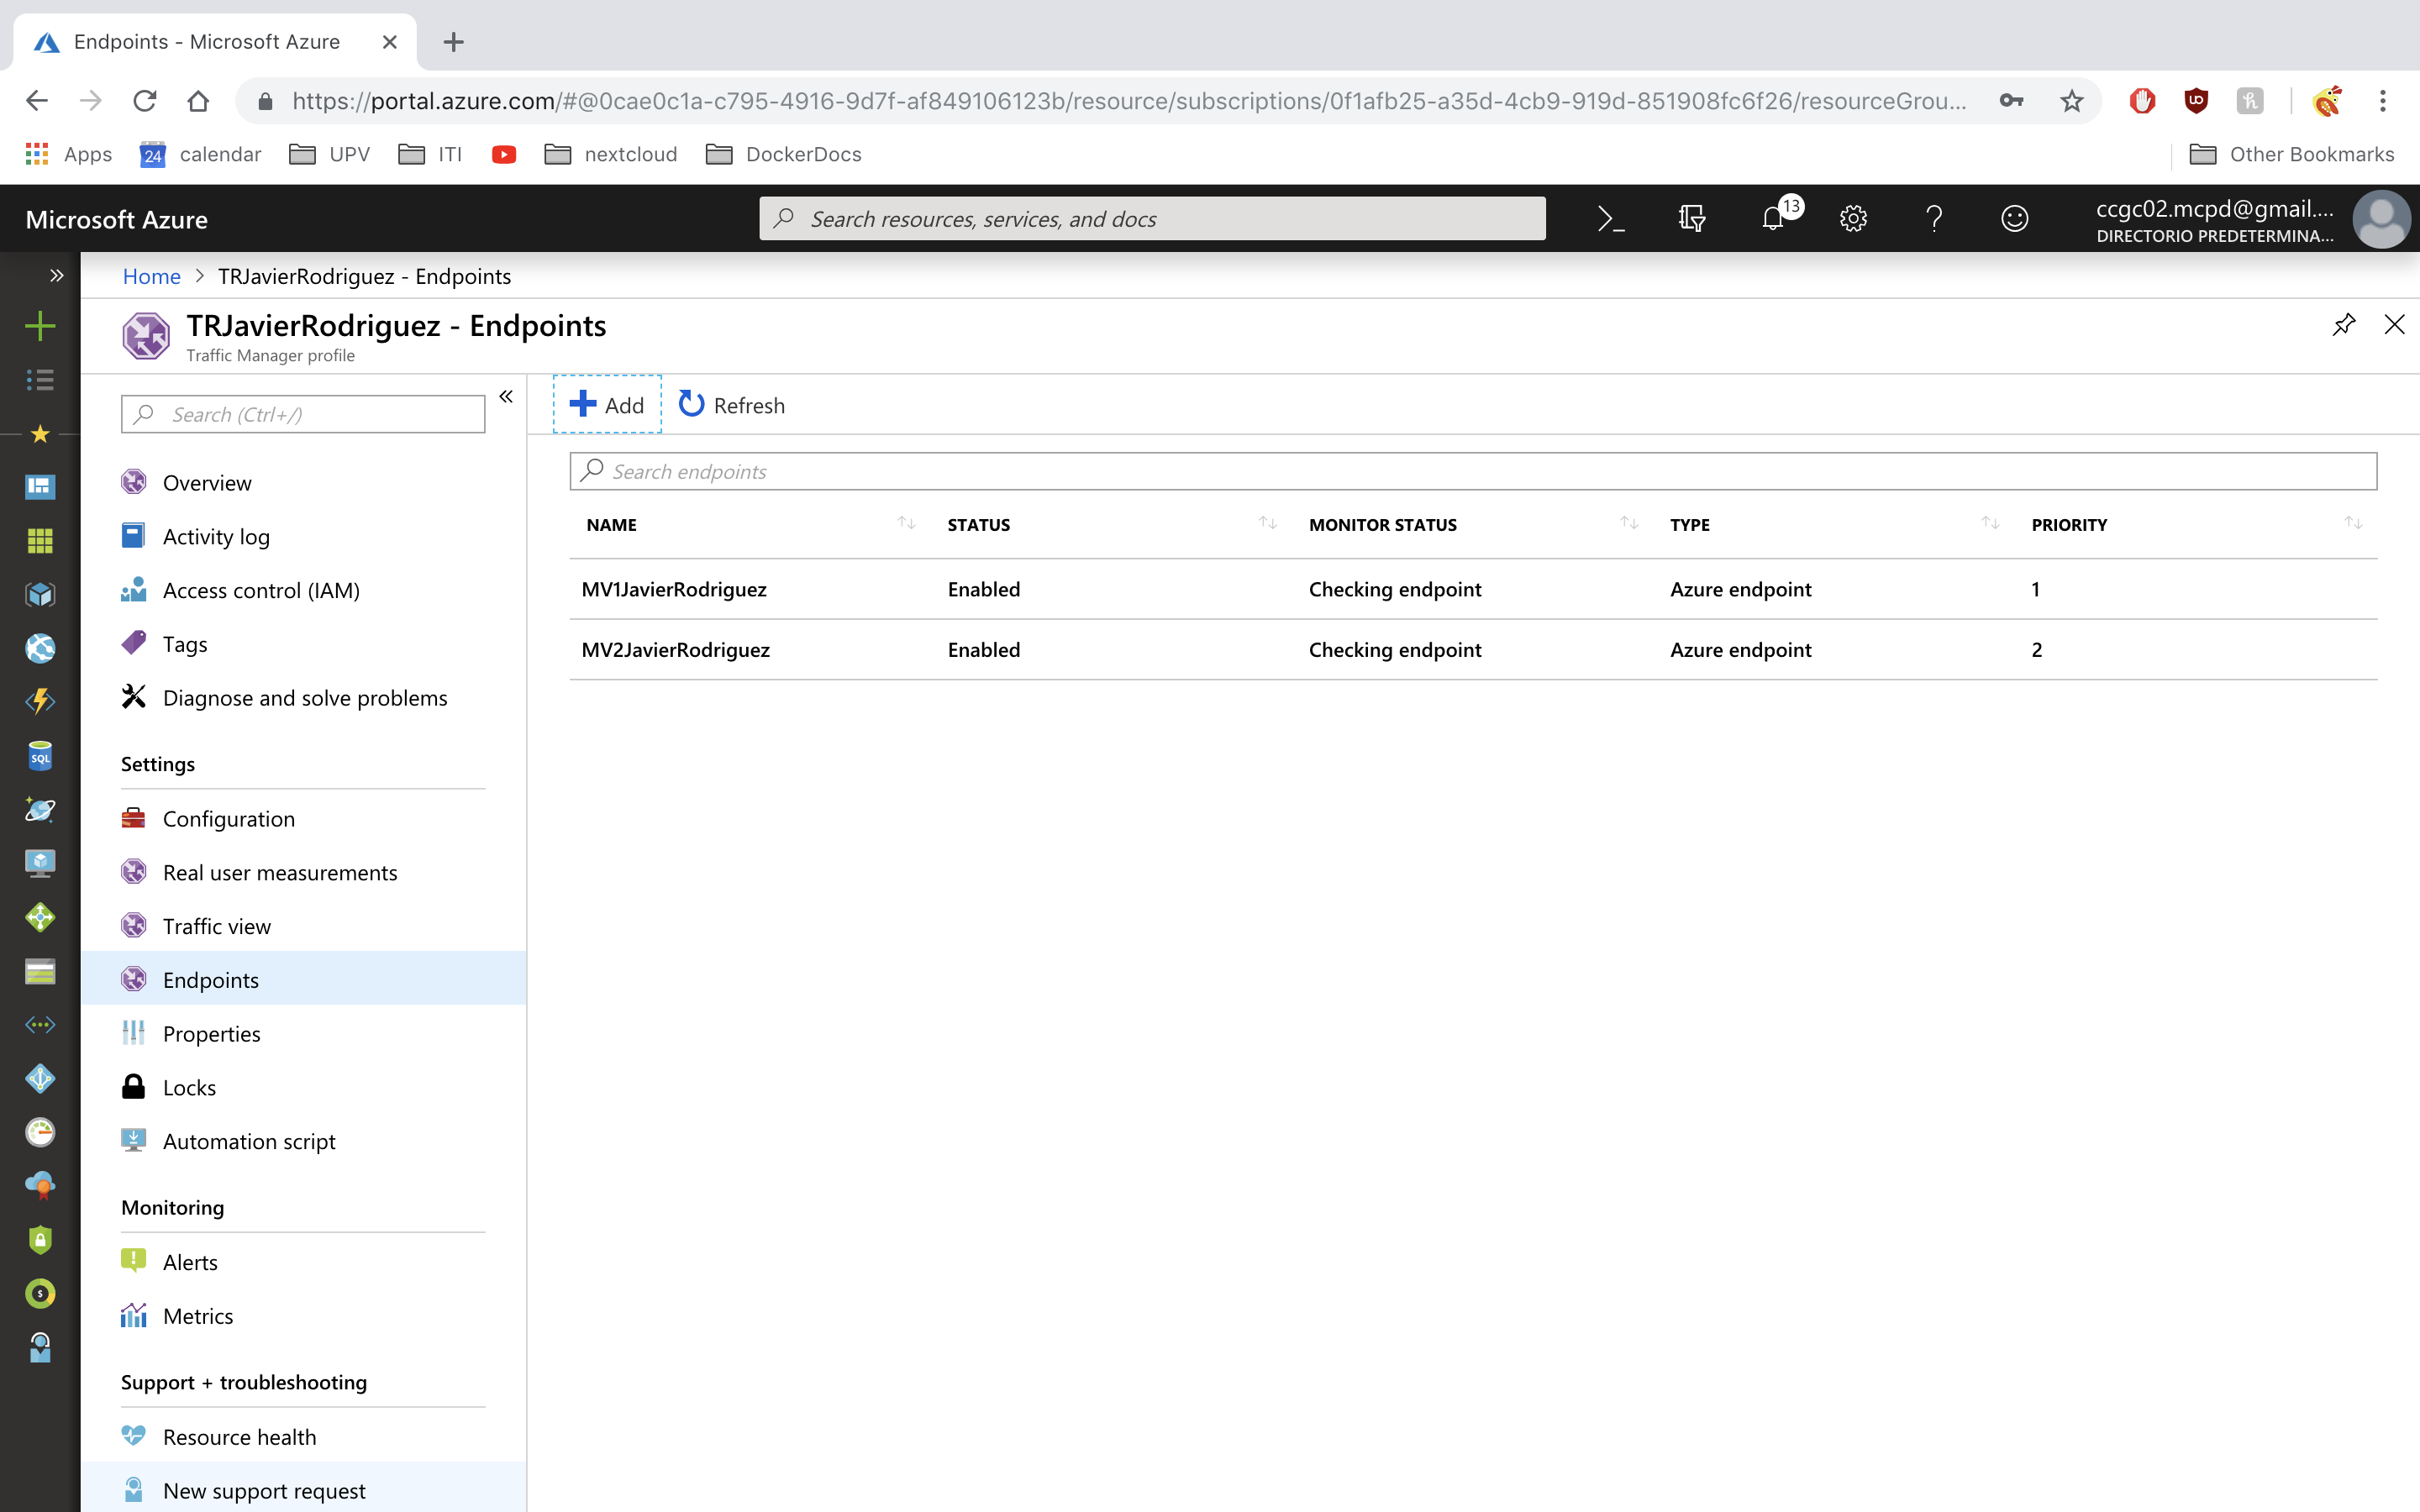 Endpoints - Microsoft Azure
https://portal.azure.com/#@0cae0c1a-c795-4916-9d7f-af849106123b/resource/subscriptions/0f1afb25-a35d-4cb9-919d-851908fc6f26/resourceGrou...
Apps 24 calendar UPV ITI nextcloud DockerDocs Other Bookmarks
Microsoft Azure
Search resources, services, and docs
13
ccgc02.mcpd@gmail....
DIRECTORIO PREDETERMINA...
Home > TRJavierRodriguez - Endpoints
TRJavierRodriguez - Endpoints
Traffic Manager profile
Search (Ctrl+/)
Overview
Activity log
Access control (IAM)
Tags
Diagnose and solve problems
Settings
Configuration
Real user measurements
Traffic view
Endpoints
Properties
Locks
Automation script
Monitoring
Alerts
Metrics
Support + troubleshooting
Resource health
New support request
SQL
Add Refresh
Search endpoints
NAME STATUS MONITOR STATUS TYPE PRIORITY
MV1JavierRodriguez Enabled Checking endpoint Azure endpoint 1
MV2JavierRodriguez Enabled Checking endpoint Azure endpoint 2